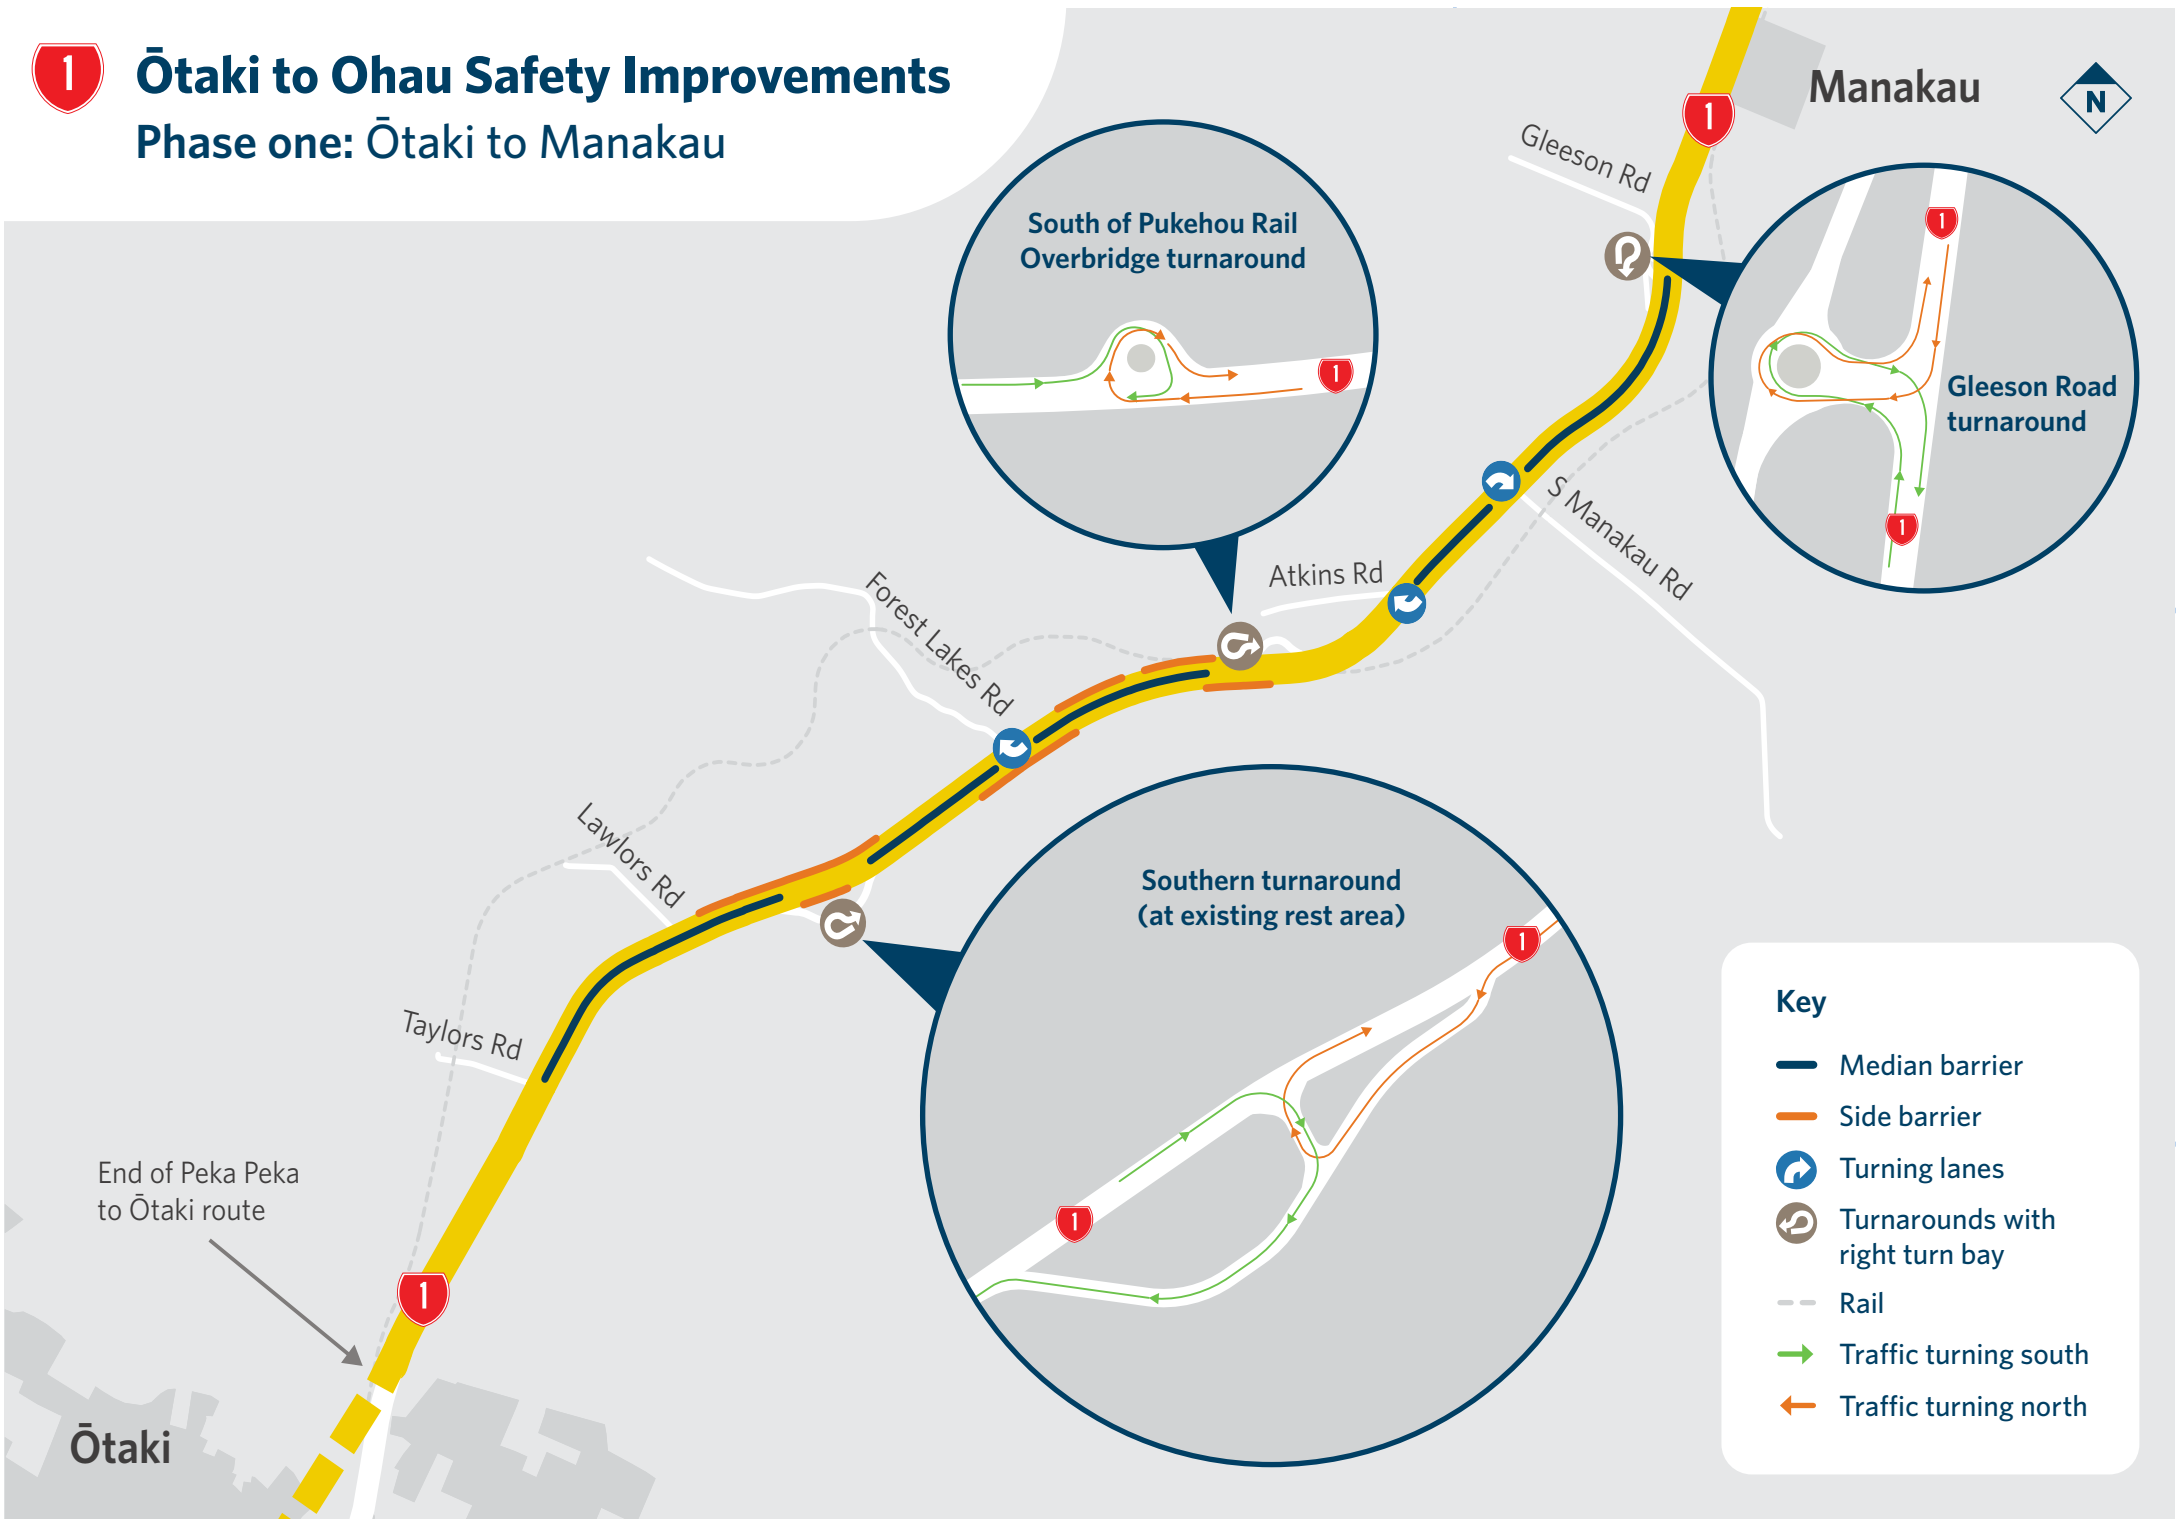 1
Ōtaki to Ohau Safety Improvements
Phase one: Ōtaki to Manakau
Manakau
N
1
Gleeson Rd
South of Pukehou Rail
Overbridge turnaround
1
1
Gleeson Road
turnaround
1
S Manakau Rd
Atkins Rd
Forest Lakes Rd
Lawlors Rd
Taylors Rd
Southern turnaround
(at existing rest area)
1
1
End of Peka Peka
to Ōtaki route
1
Ōtaki
Key
Median barrier
Side barrier
Turning lanes
Turnarounds with
right turn bay
Rail
Traffic turning south
Traffic turning north